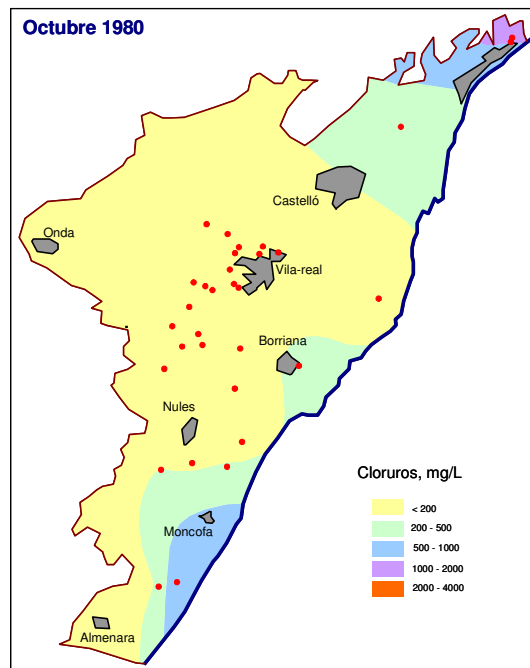 Octubre 1980
Castelló
Onda
Vila-real
Borriana
Nules
Moncofa
Almenara
Cloruros, mg/L
< 200
200 - 500
500 - 1000
1000 - 2000
2000 - 4000